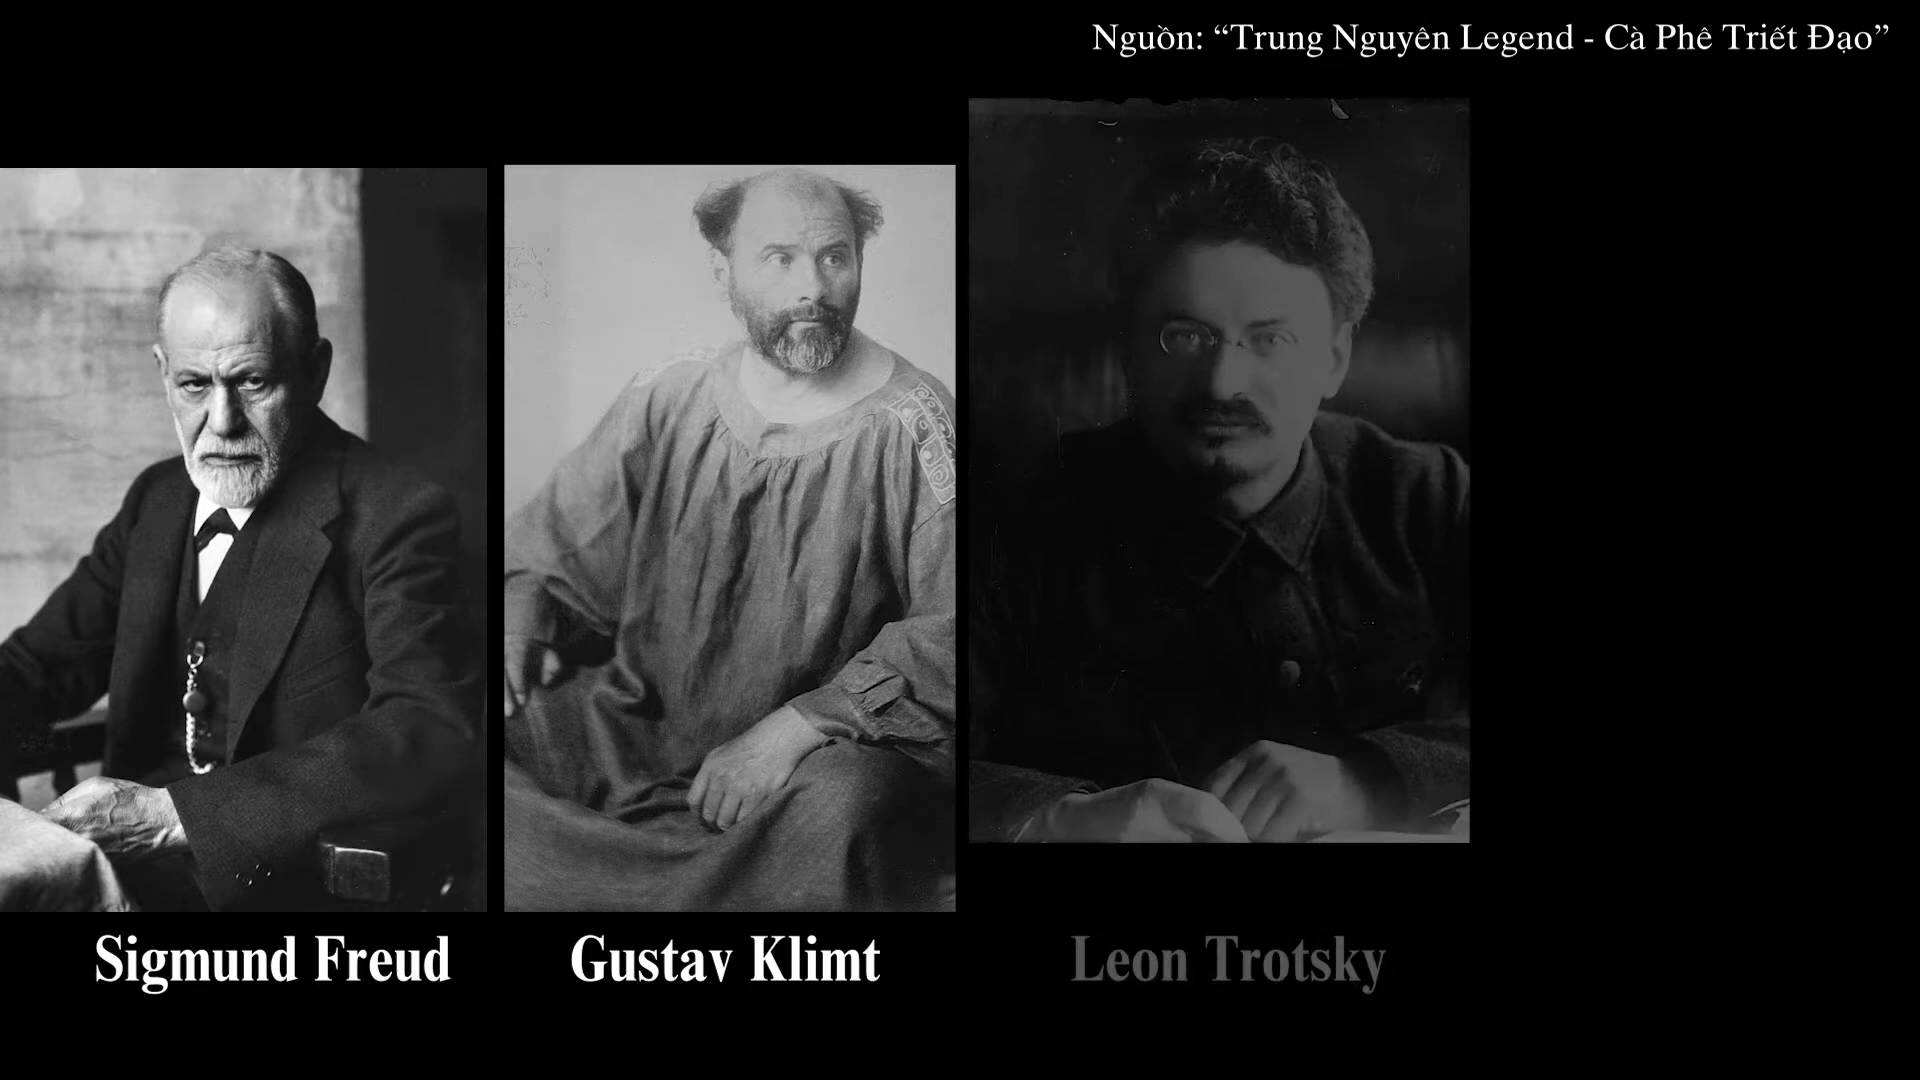 Nguồn: “Trung Nguyên Legend - Cà Phê Triết Đạo”
Sigmund Freud
Gustav Klimt
Leon Trotsky